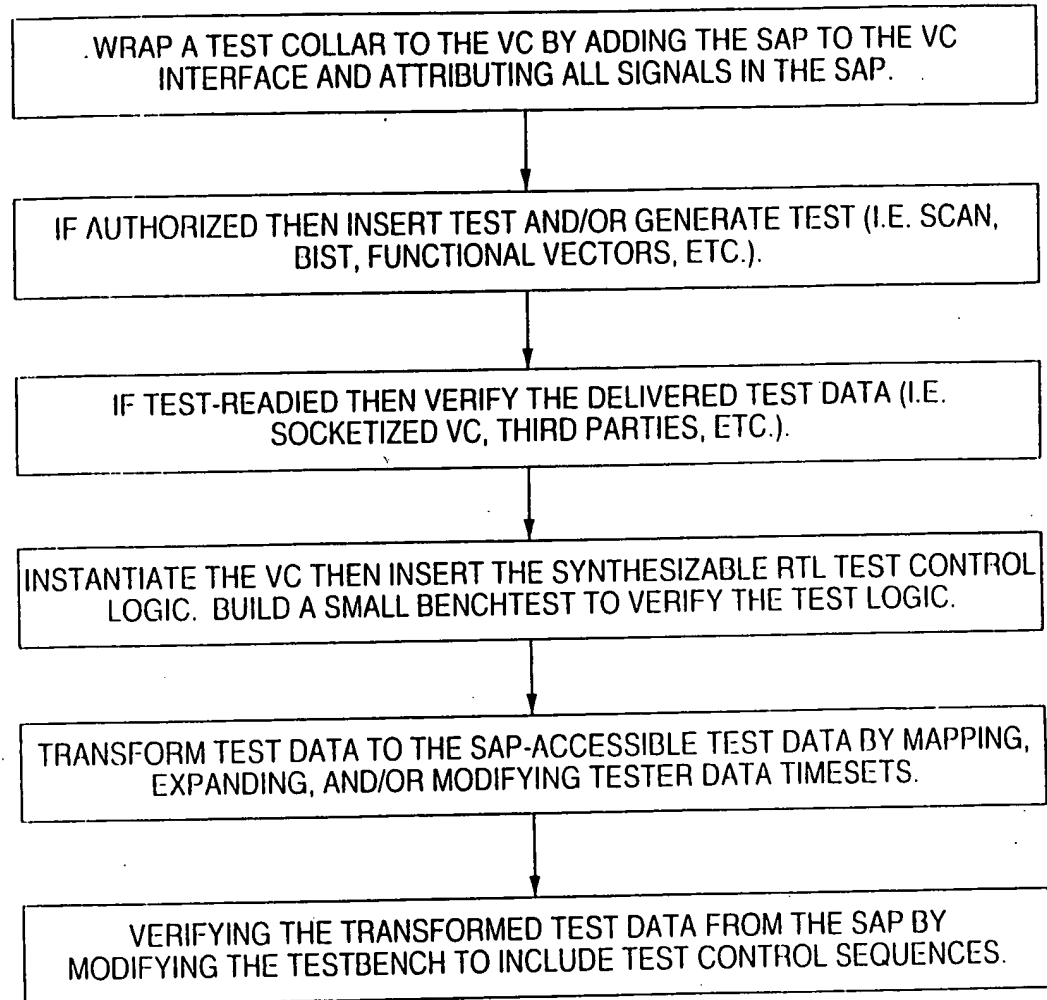 WRAP A TEST COLLAR TO THE VC BY ADDING THE SAP TO THE VC
INTERFACE AND ATTRIBUTING ALL SIGNALS IN THE SAP.
IF AUTHORIZED THEN INSERT TEST AND/OR GENERATE TEST (I.E. SCAN,
BIST, FUNCTIONAL VECTORS, ETC.).
IF TEST-READIED THEN VERIFY THE DELIVERED TEST DATA (I.E.
SOCKETIZED VC, THIRD PARTIES, ETC.).
INSTANTIATE THE VC THEN INSERT THE SYNTHESIZABLE RTL TEST CONTROL
LOGIC. BUILD A SMALL BENCHTEST TO VERIFY THE TEST LOGIC.
TRANSFORM TEST DATA TO THE SAP-ACCESSIBLE TEST DATA BY MAPPING,
EXPANDING, AND/OR MODIFYING TESTER DATA TIMESETS.
VERIFYING THE TRANSFORMED TEST DATA FROM THE SAP BY
MODIFYING THE TESTBENCH TO INCLUDE TEST CONTROL SEQUENCES.